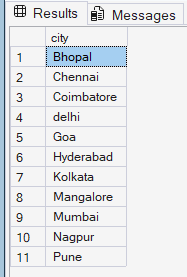 Results Messages
city
1 Bhopal
2 Chennai
3 Coimbatore
4 delhi
5 Goa
6 Hyderabad
7 Kolkata
8 Mangalore
9 Mumbai
10 Nagpur
11 Pune